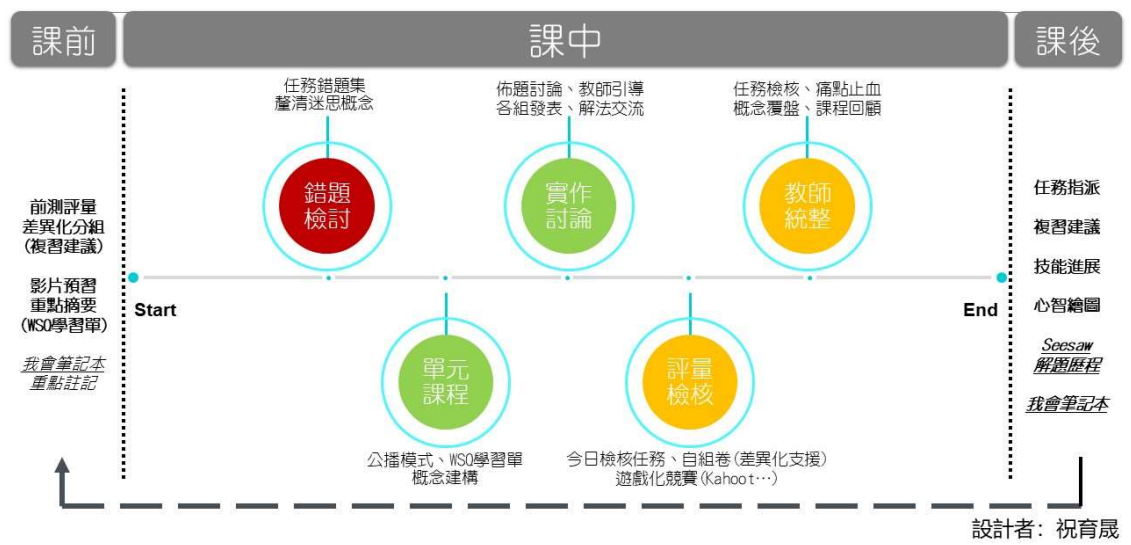 課前
課中
課後
前測評量
差異化分組
(複習建議)
影片預習
重點摘要
(WSQ學習單)
我會筆記本
重點註記
Start
任務錯題集
釐清迷思概念
錯題
檢討
單元
課程
公播模式、WSQ學習單
概念建構
佈題討論、教師引導
各組發表、解法交流
實作
討論
評量
檢核
今日檢核任務、自組卷(差異化支援)
遊戲化競賽(Kahoot…)
任務檢核、痛點止血
概念覆盤、課程回顧
教師
統整
End
任務指派
複習建議
技能進展
心智繪圖
Seesaw
解題歷程
我會筆記本
設計者：祝育晟